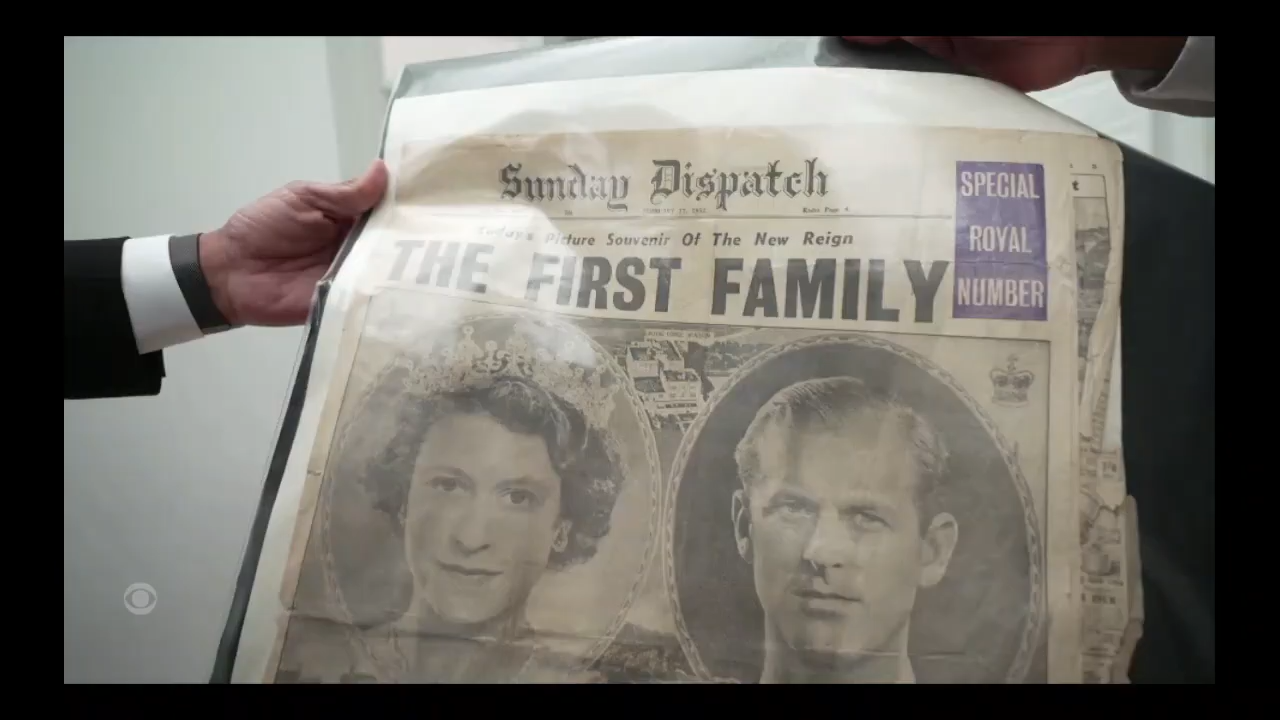 Sunday Dispatch
SPECIAL
ROYAL
NUMBER
Today's Picture Souvenir Of The New Reign
THE FIRST FAMILY